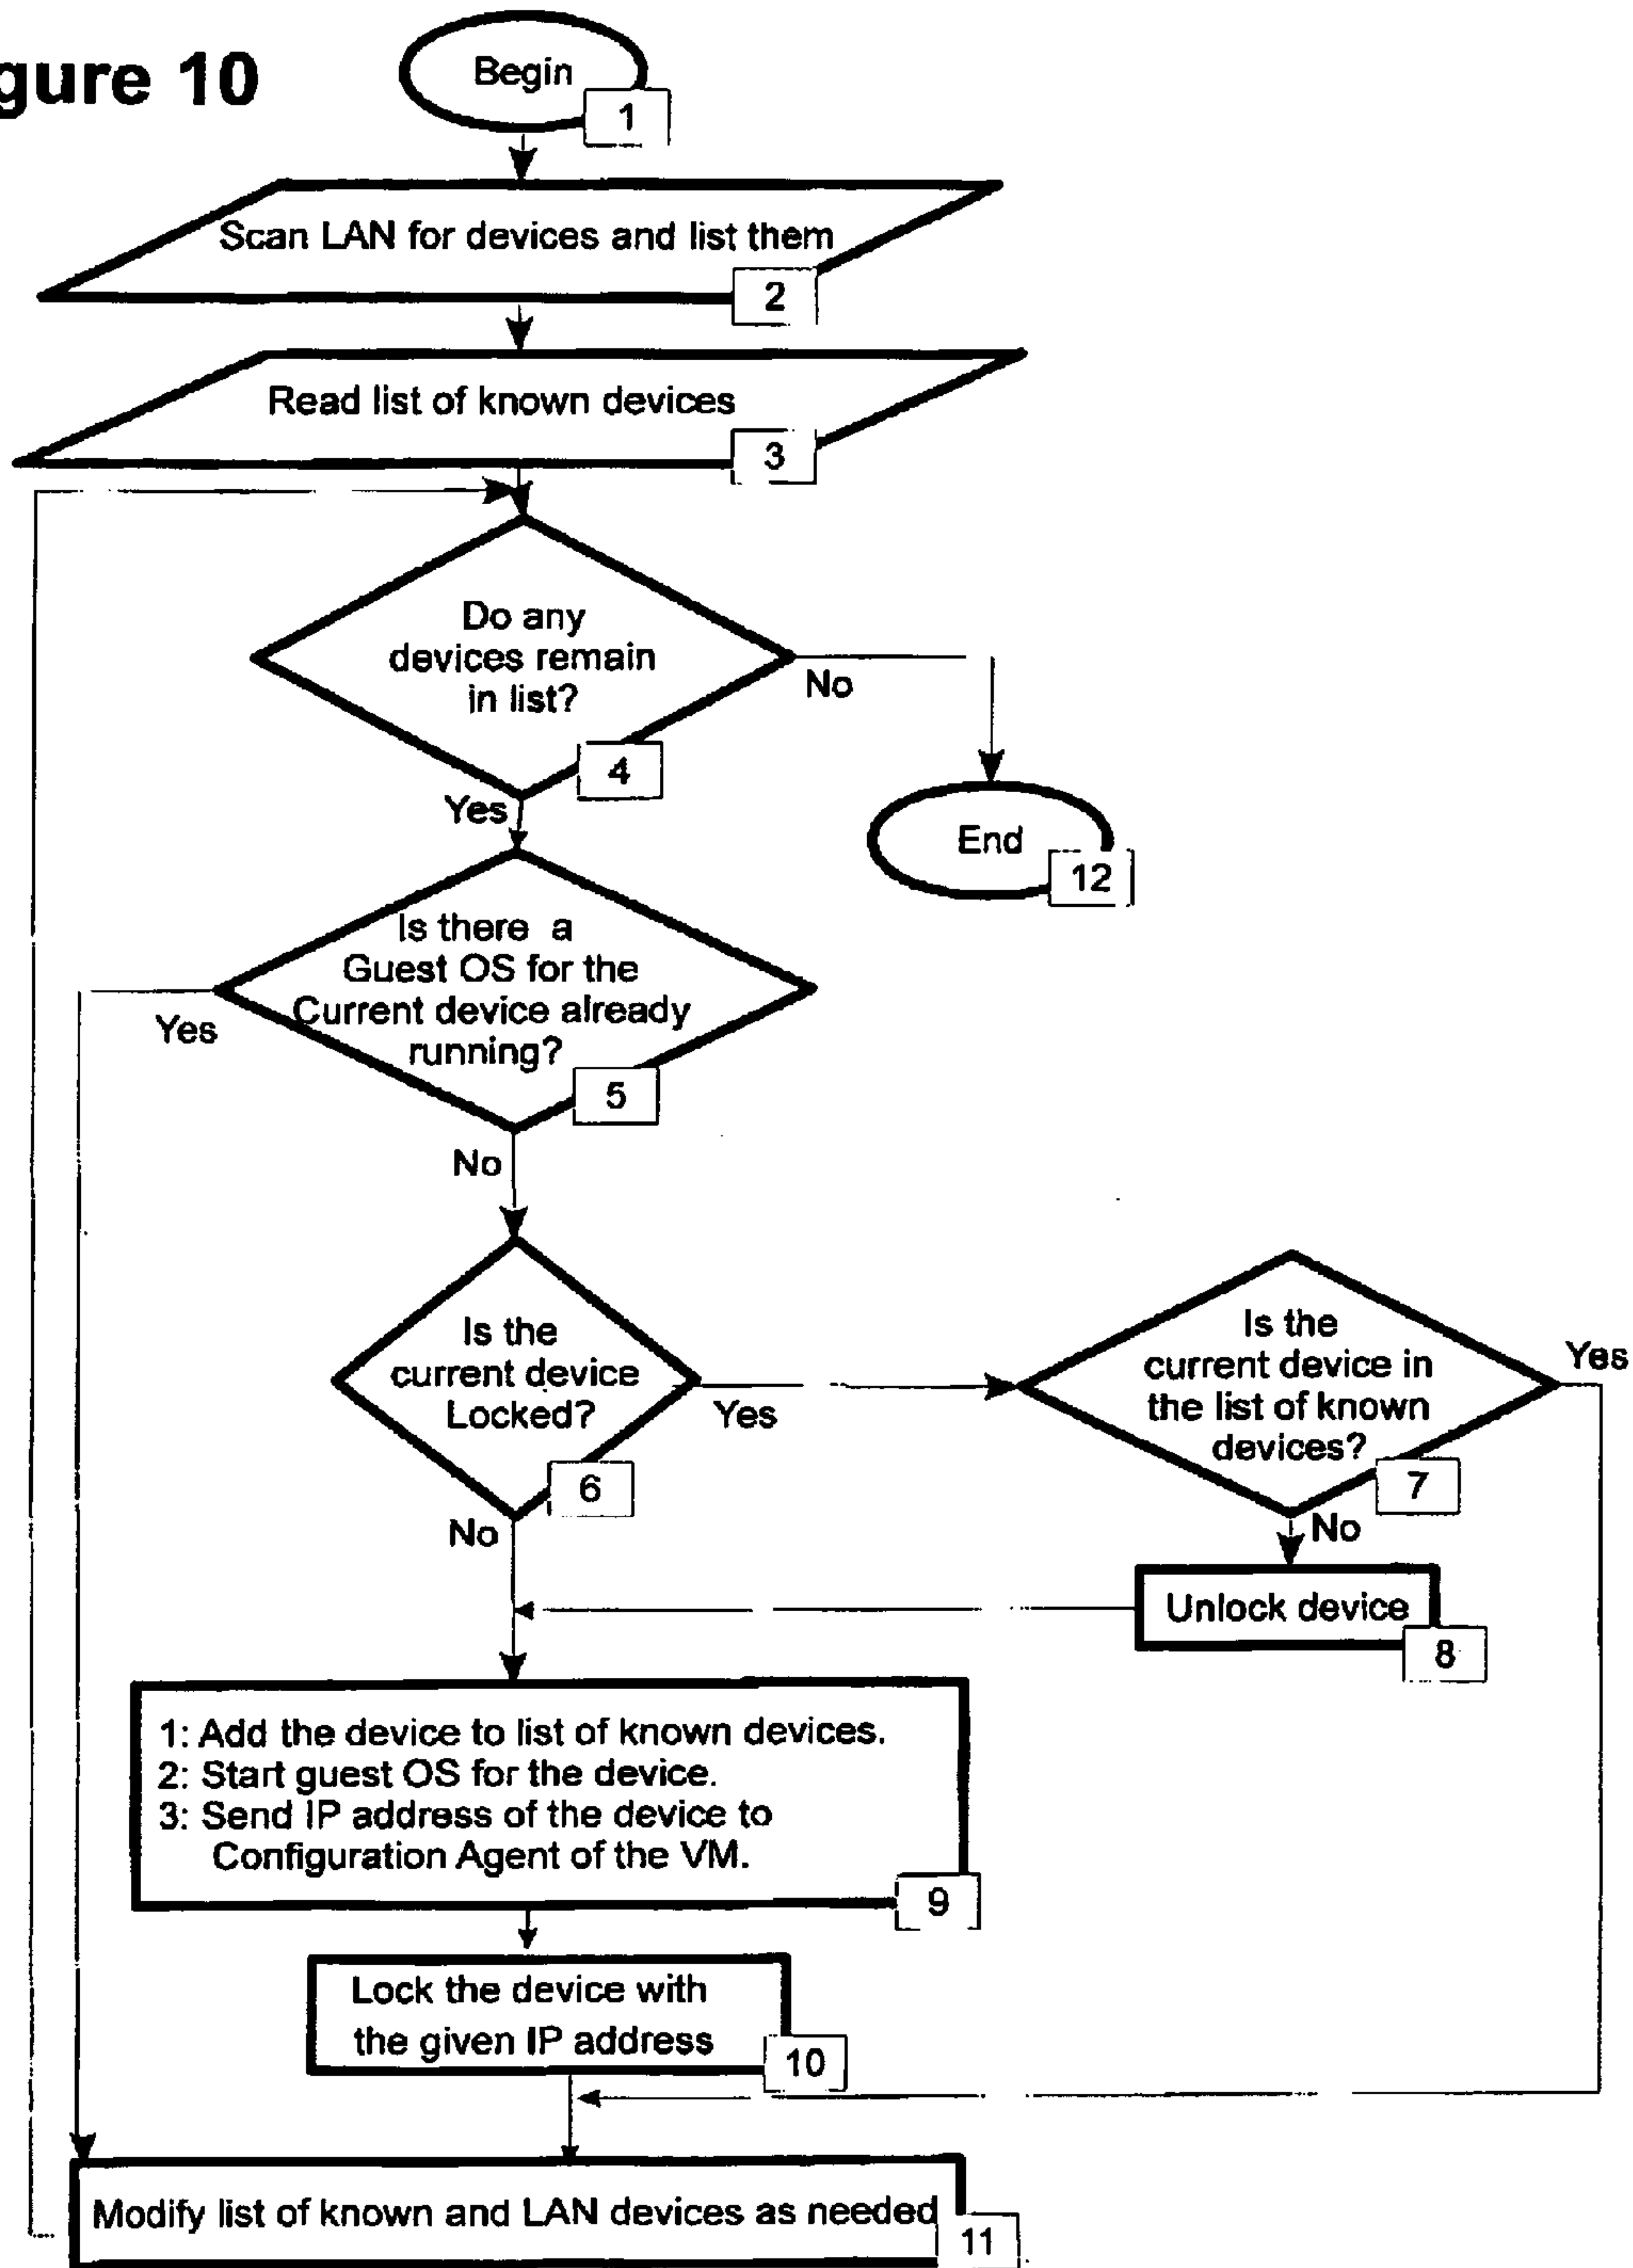 gure 10
Begin
1
Scan LAN for devices and list them
2
Read list of known devices
3
Do any
devices remain
in list?
No
4
Yes
End
12
Is there a
Guest OS for the
Current device already
running?
Yes
5
No
Is the
current device
Locked?
Yes
6
No
Is the
current device in
the list of known
devices?
Yes
7
No
Unlock device
8
1: Add the device to list of known devices.
2: Start guest OS for the device.
3: Send IP address of the device to
Configuration Agent of the VM.
9
Lock the device with
the given IP address
10
Modify list of known and LAN devices as needed
11